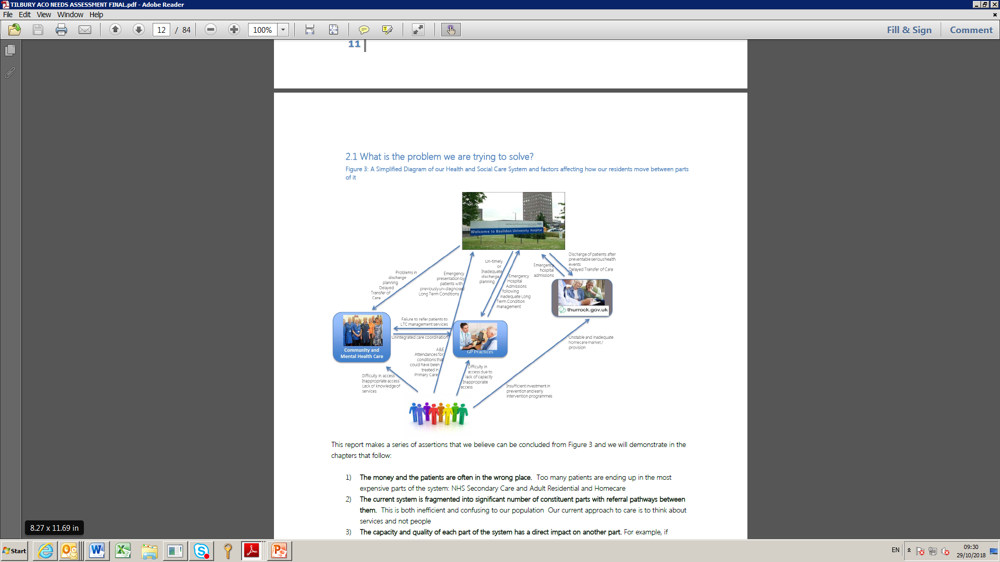 TILBURY ACO NEEDS ASSESSMENT FINAL.pdf - Adobe Reader
File Edit View Window Help
12 / 84
100%
Fill & Sign
Comment
11
2.1 What is the problem we are trying to solve?
Figure 3: A Simplified Diagram of our Health and Social Care System and factors affecting how our residents move between parts
of it
Welcome to Basildon University Hospital
Discharge of patients after
preventable serious health
events
Delayed Transfer of Care
Un-timely
or
Inadequate
discharge
planning
Emergency
hospital
admissions
Problems in
discharge
planning
Delayed
Transfer of
Care
Emergency
presentation by
patients with
previously un-diagnosed
Long Term Conditions
Emergency
Hospital
Admissions
following
inadequate Long
Term Condition
management
thurrock.gov.uk
Failure to refer patients to
LTC management services
Unintegrated care coordination
Community and
Mental Health Care
GP Practices
Unstable and inadequate
homecare market /
provision
A&E
Attendances for
conditions that
could have been
treated in
Primary Care
Difficulty in access
Inappropriate access
Lack of knowledge of
services
Difficulty in
access due to
lack of capacity
Inappropriate
access
Insufficient investment in
prevention and early
intervention programmes
This report makes a series of assertions that we believe can be concluded from Figure 3 and we will demonstrate in the
chapters that follow:
1) The money and the patients are often in the wrong place. Too many patients are ending up in the most
expensive parts of the system: NHS Secondary Care and Adult Residential and Homecare
2) The current system is fragmented into significant number of constituent parts with referral pathways between
them. This is both inefficient and confusing to our population Our current approach to care is to think about
services and not people
3) The capacity and quality of each part of the system has a direct impact on another part. For example, if
8.27 x 11.69 in
Start
EN
09:30
29/10/2018